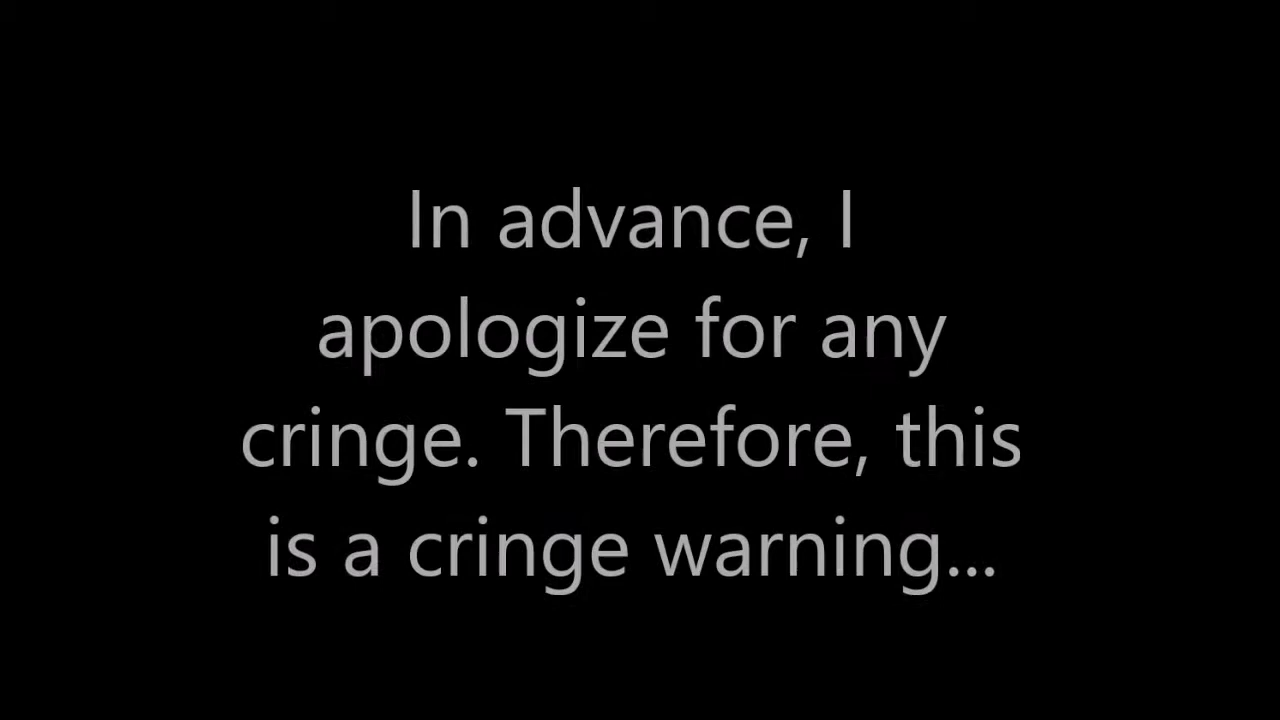 In advance, I
apologize for any
cringe. Therefore, this
is a cringe warning...